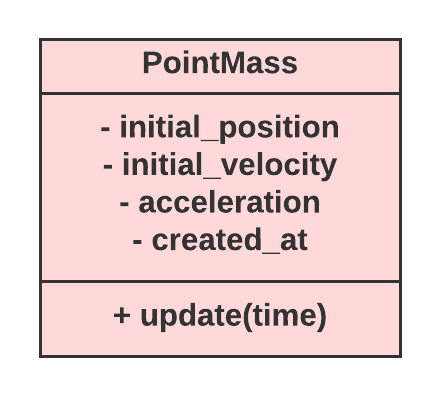 PointMass
- initial_position
- initial_velocity
- acceleration
- created_at
+ update(time)